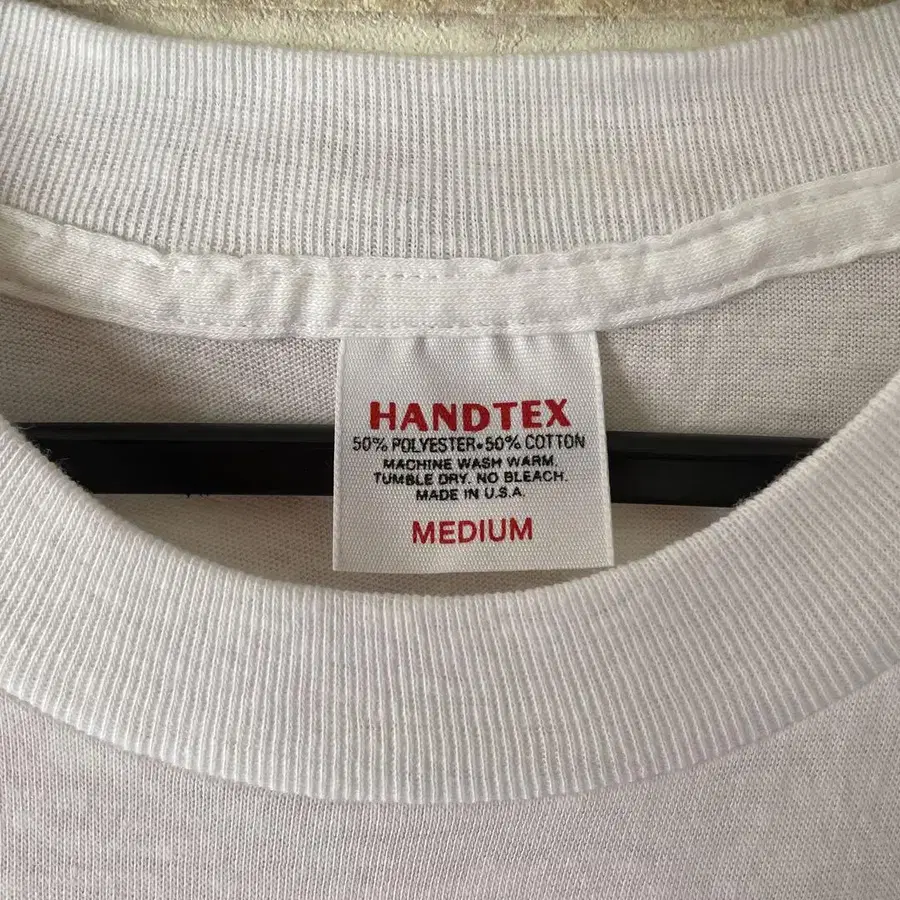 HANDTEX
50% POLYESTER•50% COTTON
MACHINE WASH WARM.
TUMBLE DRY. NO BLEACH.
MADE IN U.S.A.
MEDIUM